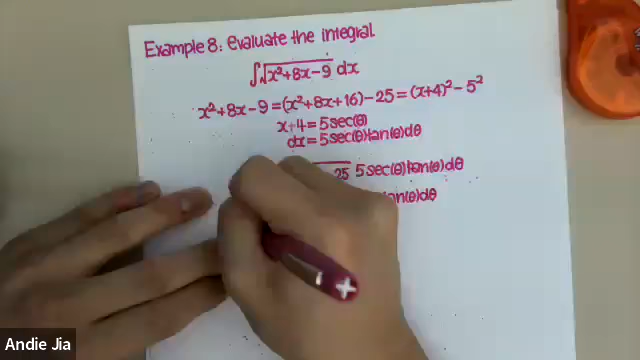 Example 8: evaluate the integral
∫√x²+8x-9 dx
x²+8x-9=(x²+8x+16)-25=(x+4)²-5²
x+4=5sec(θ)
dx=5sec(θ)tan(θ)dθ
25 5sec(θ)tan(θ)dθ
tan(θ)dθ
Andie Jia